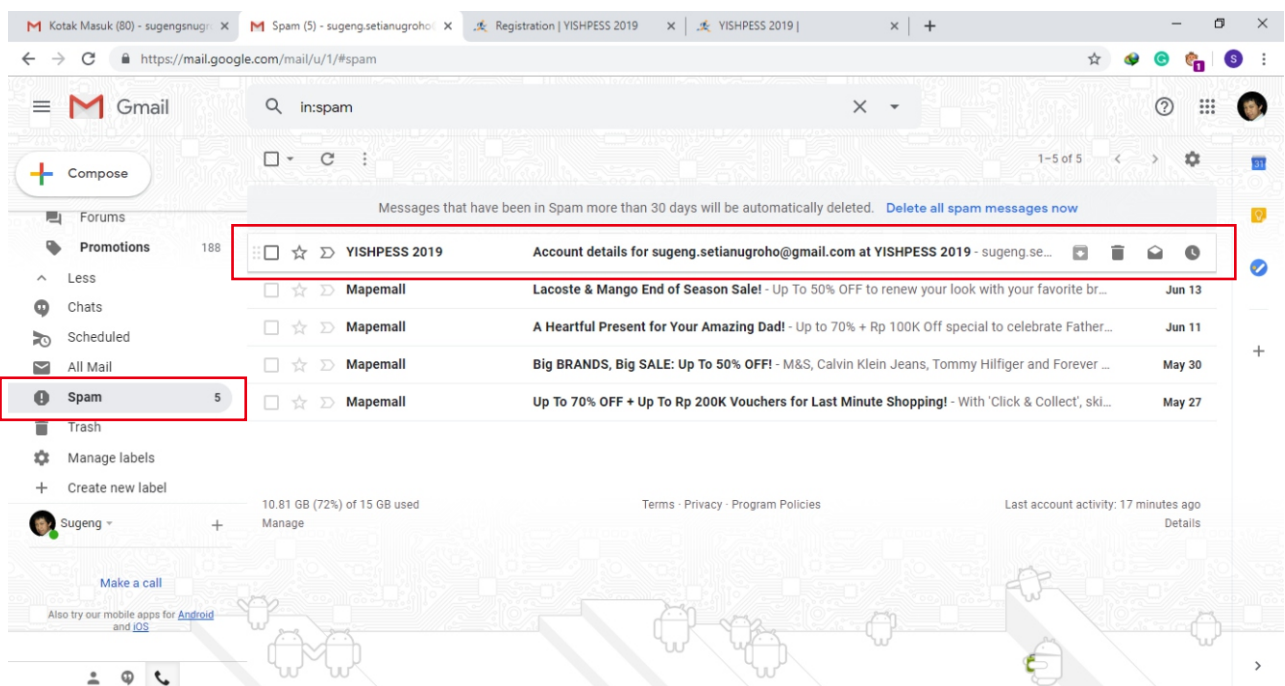 Kotak Masuk (80) - sugengsnugr
Spam (5) - sugeng.setianugroho
Registration | YISHPESS 2019
YISHPESS 2019 |
https://mail.google.com/mail/u/1/#spam
S
1
Gmail
in:spam
Compose
1–5 of 5
31
Messages that have been in Spam more than 30 days will be automatically deleted. Delete all spam messages now
Forums
Promotions 188
Less
Chats
Scheduled
All Mail
Spam 5
Trash
Manage labels
Create new label
YISHPESS 2019 Account details for sugeng.setianugroho@gmail.com at YISHPESS 2019 - sugeng.se...
Mapemall Lacoste & Mango End of Season Sale! - Up To 50% OFF to renew your look with your favorite br... Jun 13
Mapemall A Heartful Present for Your Amazing Dad! - Up to 70% + Rp 100K Off special to celebrate Father... Jun 11
Mapemall Big BRANDS, Big SALE: Up To 50% OFF! - M&S, Calvin Klein Jeans, Tommy Hilfiger and Forever ... May 30
Mapemall Up To 70% OFF + Up To Rp 200K Vouchers for Last Minute Shopping! - With 'Click & Collect', ski... May 27
10.81 GB (72%) of 15 GB used
Manage
Terms · Privacy · Program Policies
Last account activity: 17 minutes ago
Details
Sugeng
Make a call
Also try our mobile apps for Android
and iOS